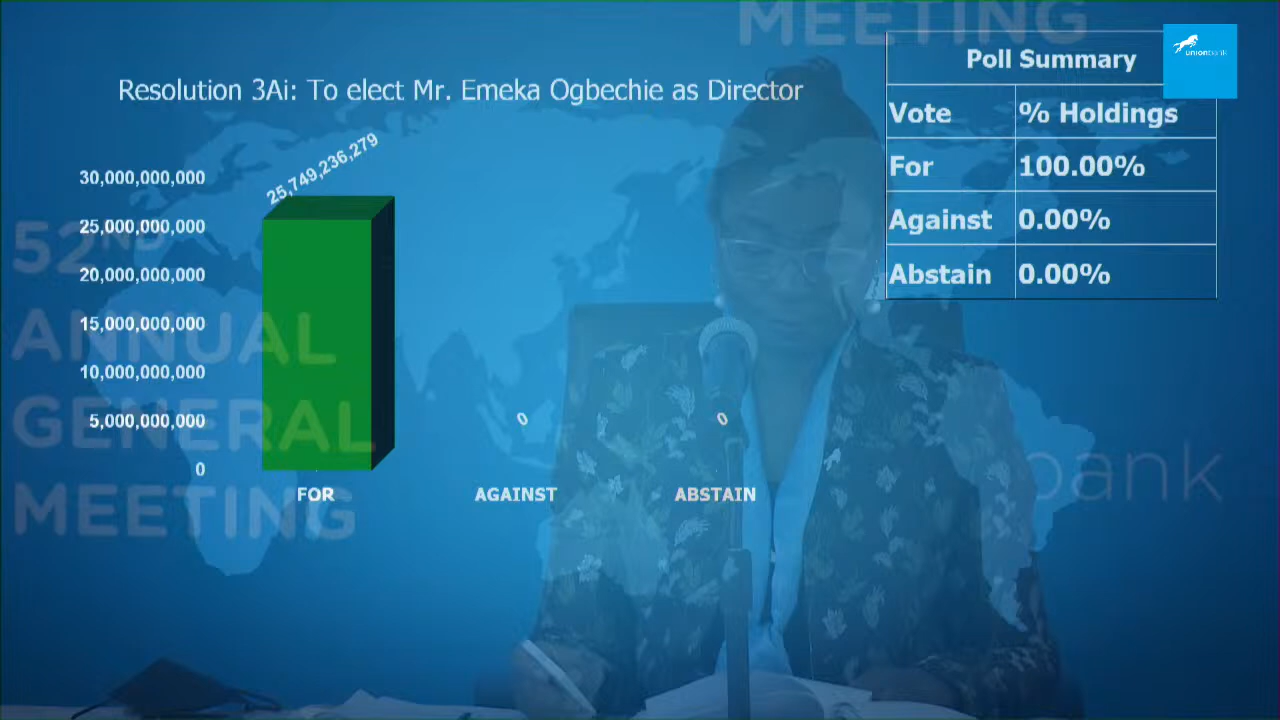 MEETING
unionbank
Poll Summary
Resolution 3Ai: To elect Mr. Emeka Ogbechie as Director
Vote % Holdings
For 100.00%
Against 0.00%
Abstain 0.00%
25,749,236,279
30,000,000,000
25,000,000,000
20,000,000,000
15,000,000,000
10,000,000,000
5,000,000,000
0
0
0
FOR AGAINST ABSTAIN
52ND
ANNUAL
GENERAL
MEETING
bank